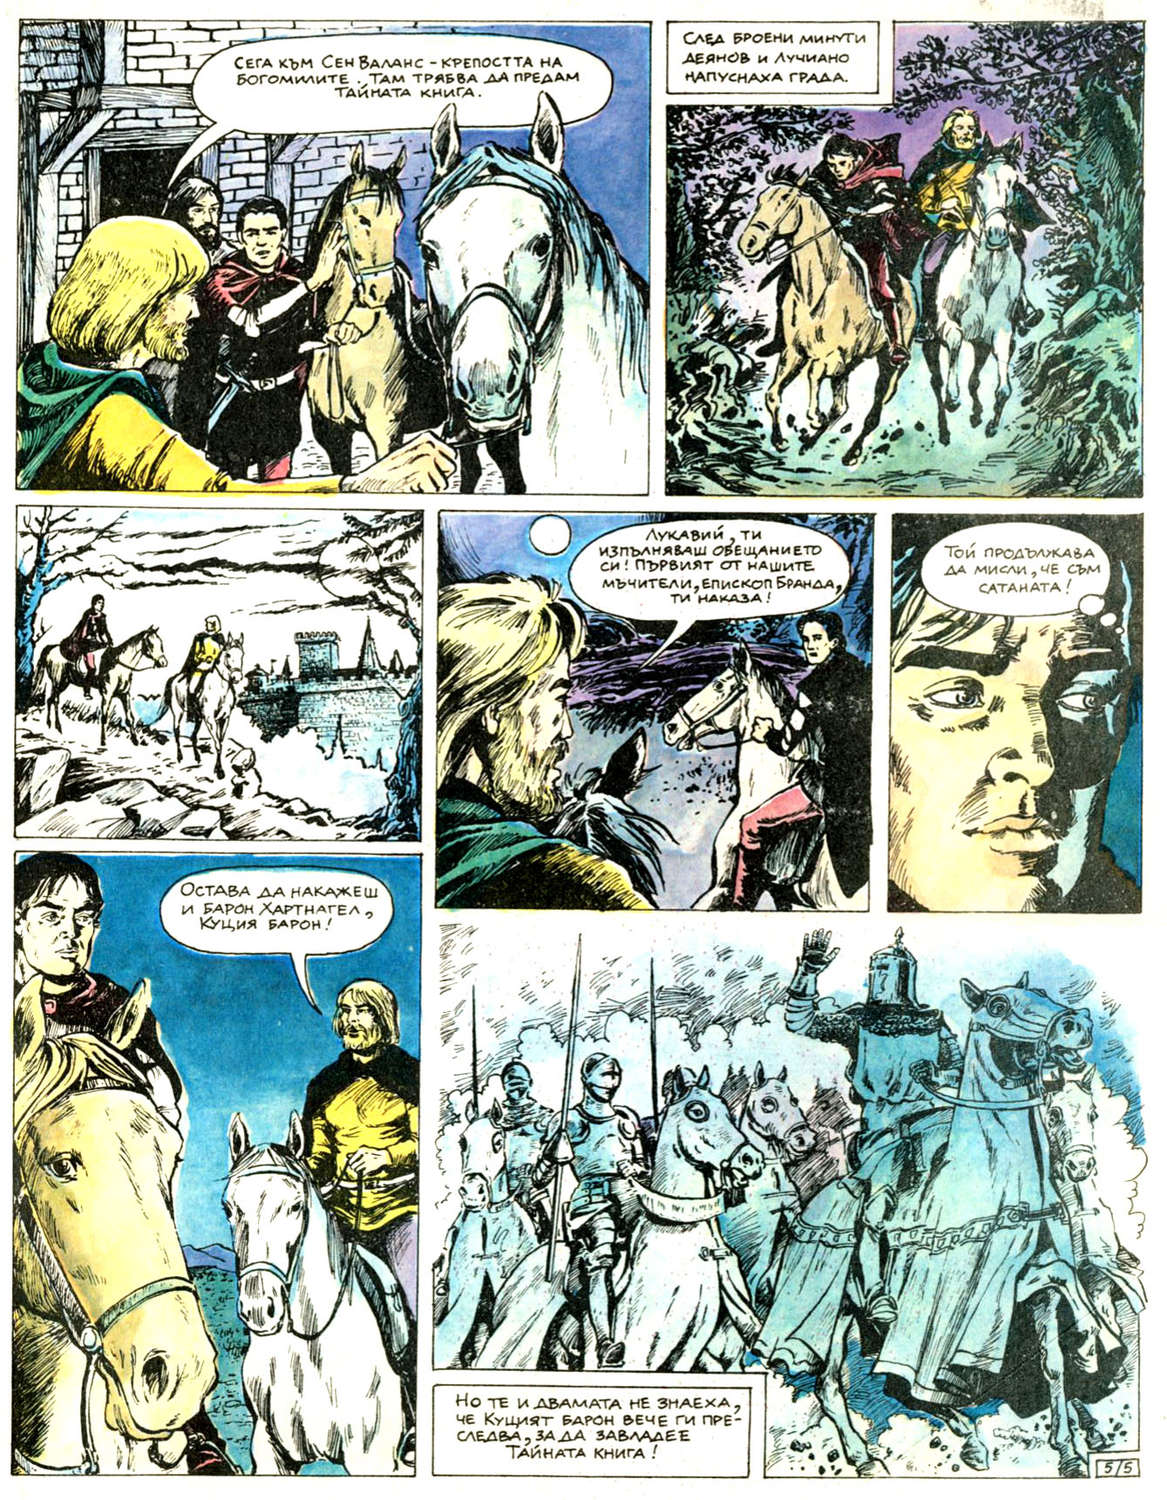 СЕГА КЪМ СЕН ВАЛАНС – КРЕПОСТТА НА
БОГОМИЛИТЕ. ТАМ ТРЯБВА ДА ПРЕДАМ
ТАЙНАТА КНИГА.
СЛЕД БРОЕНИ МИНУТИ
ДЕЯНОВ И ЛУЧИАНО
НАПУСНАХА ГРАДА.
ЛУКАВИЙ, ТИ
ИЗПЪЛНЯВАШ ОБЕЩАНИЕТО
СИ! ПЪРВИЯТ ОТ НАШИТЕ
МЪЧИТЕЛИ, ЕПИСКОП БРАНДА,
ТИ НАКАЗА!
ТОЙ ПРОДЪЛЖАВА
ДА МИСЛИ, ЧЕ СЪМ
САТАНАТА!
ОСТАВА ДА НАКАЖЕШ
И БАРОН ХАРТНАГЕЛ,
КУЦИЯ БАРОН!
НО ТЕ И ДВАМАТА НЕ ЗНАЕХА,
ЧЕ КУЦИЯТ БАРОН ВЕЧЕ ГИ ПРЕ-
СЛЕДВА, ЗА ДА ЗАВЛАДЕЕ
ТАЙНАТА КНИГА!
5/5